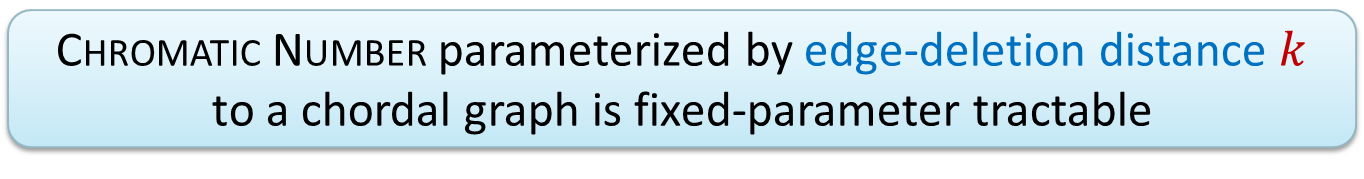 CHROMATIC NUMBER parameterized by edge-deletion distance k
to a chordal graph is fixed-parameter tractable